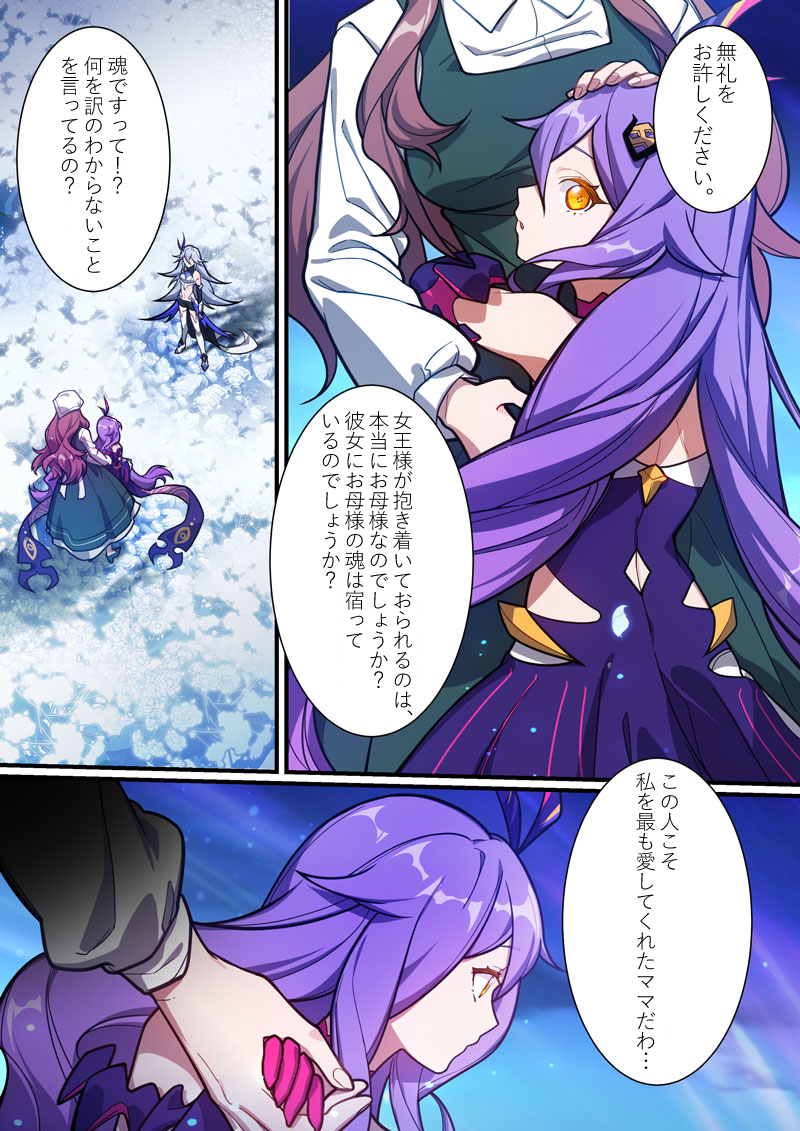 無礼を
お許しください。
女王様が抱き着いておられるのは、
本当にお母様なのでしょうか？
彼女にお母様の魂は宿って
いるのでしょうか？
魂ですって！？
何を訳のわからないこと
を言ってるの？
この人こそ
私を最も愛してくれたママだわ…